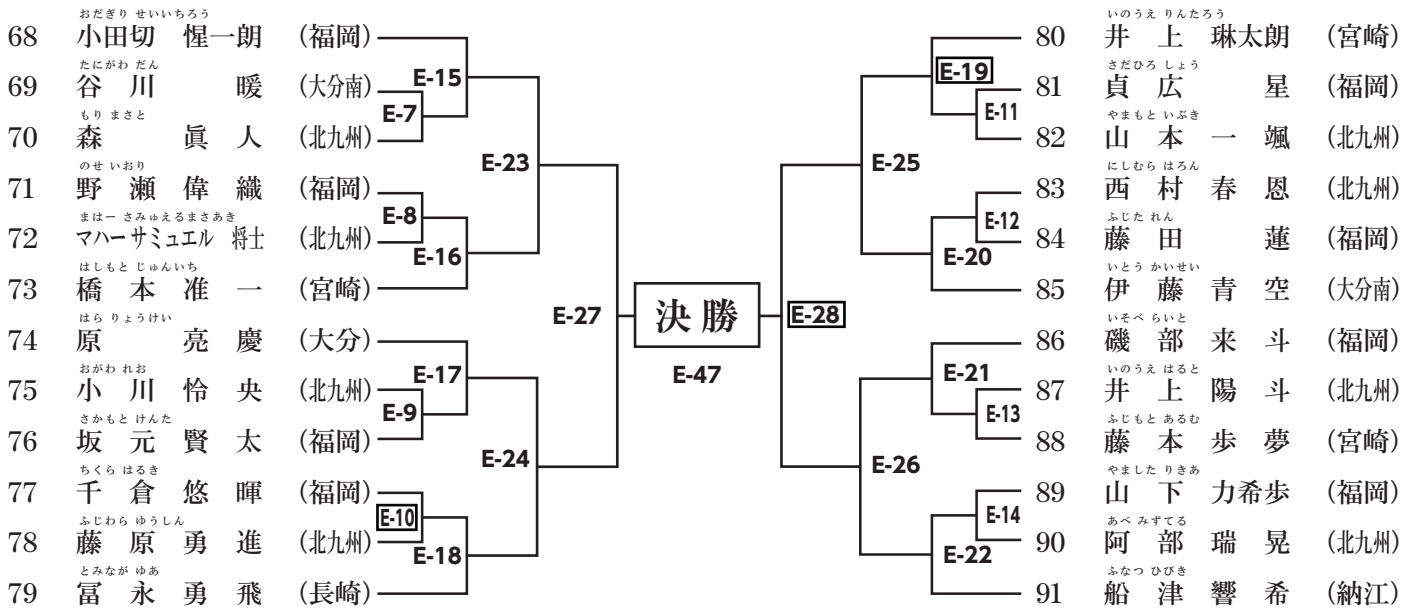 おだぎり せいいちろう
68 小田切 惺一朗 (福岡)
たにがわ だん
69 谷川 暖 (大分南)
もり まさと
70 森 眞人 (北九州)
のせ いおり
71 野瀬偉織 (福岡)
まはー さみゅえるまさあき
72 マハーサミュエル 将士 (北九州)
はしもと じゅんいち
73 橋本准一 (宮崎)
はら りょうけい
74 原 亮慶 (大分)
おがわ れお
75 小川怜央 (北九州)
さかもと けんた
76 坂元賢太 (福岡)
ちくら はるき
77 千倉悠暉 (福岡)
ふじわら ゆうしん
78 藤原勇進 (北九州)
とみなが ゆあ
79 冨永勇飛 (長崎)
E-15
E-7
E-23
E-8
E-16
E-27
E-17
E-9
E-24
E-10
E-18
決勝
E-47
E-28
E-19
E-11
E-25
E-12
E-20
E-21
E-13
E-26
E-14
E-22
いのうえ りんたろう
80 井上 琳太朗 (宮崎)
さだひろ しょう
81 貞広 星 (福岡)
やまもと いぶき
82 山本一颯 (北九州)
にしむら はろん
83 西村春恩 (北九州)
ふじた れん
84 藤田 蓮 (福岡)
いとう かいせい
85 伊藤青空 (大分南)
いそべ らいと
86 磯部来斗 (福岡)
いのうえ はると
87 井上陽斗 (北九州)
ふじもと あるむ
88 藤本歩夢 (宮崎)
やました りきあ
89 山下 力希歩 (福岡)
あべ みずてる
90 阿部瑞晃 (北九州)
ふなつ ひびき
91 船津響希 (納江)